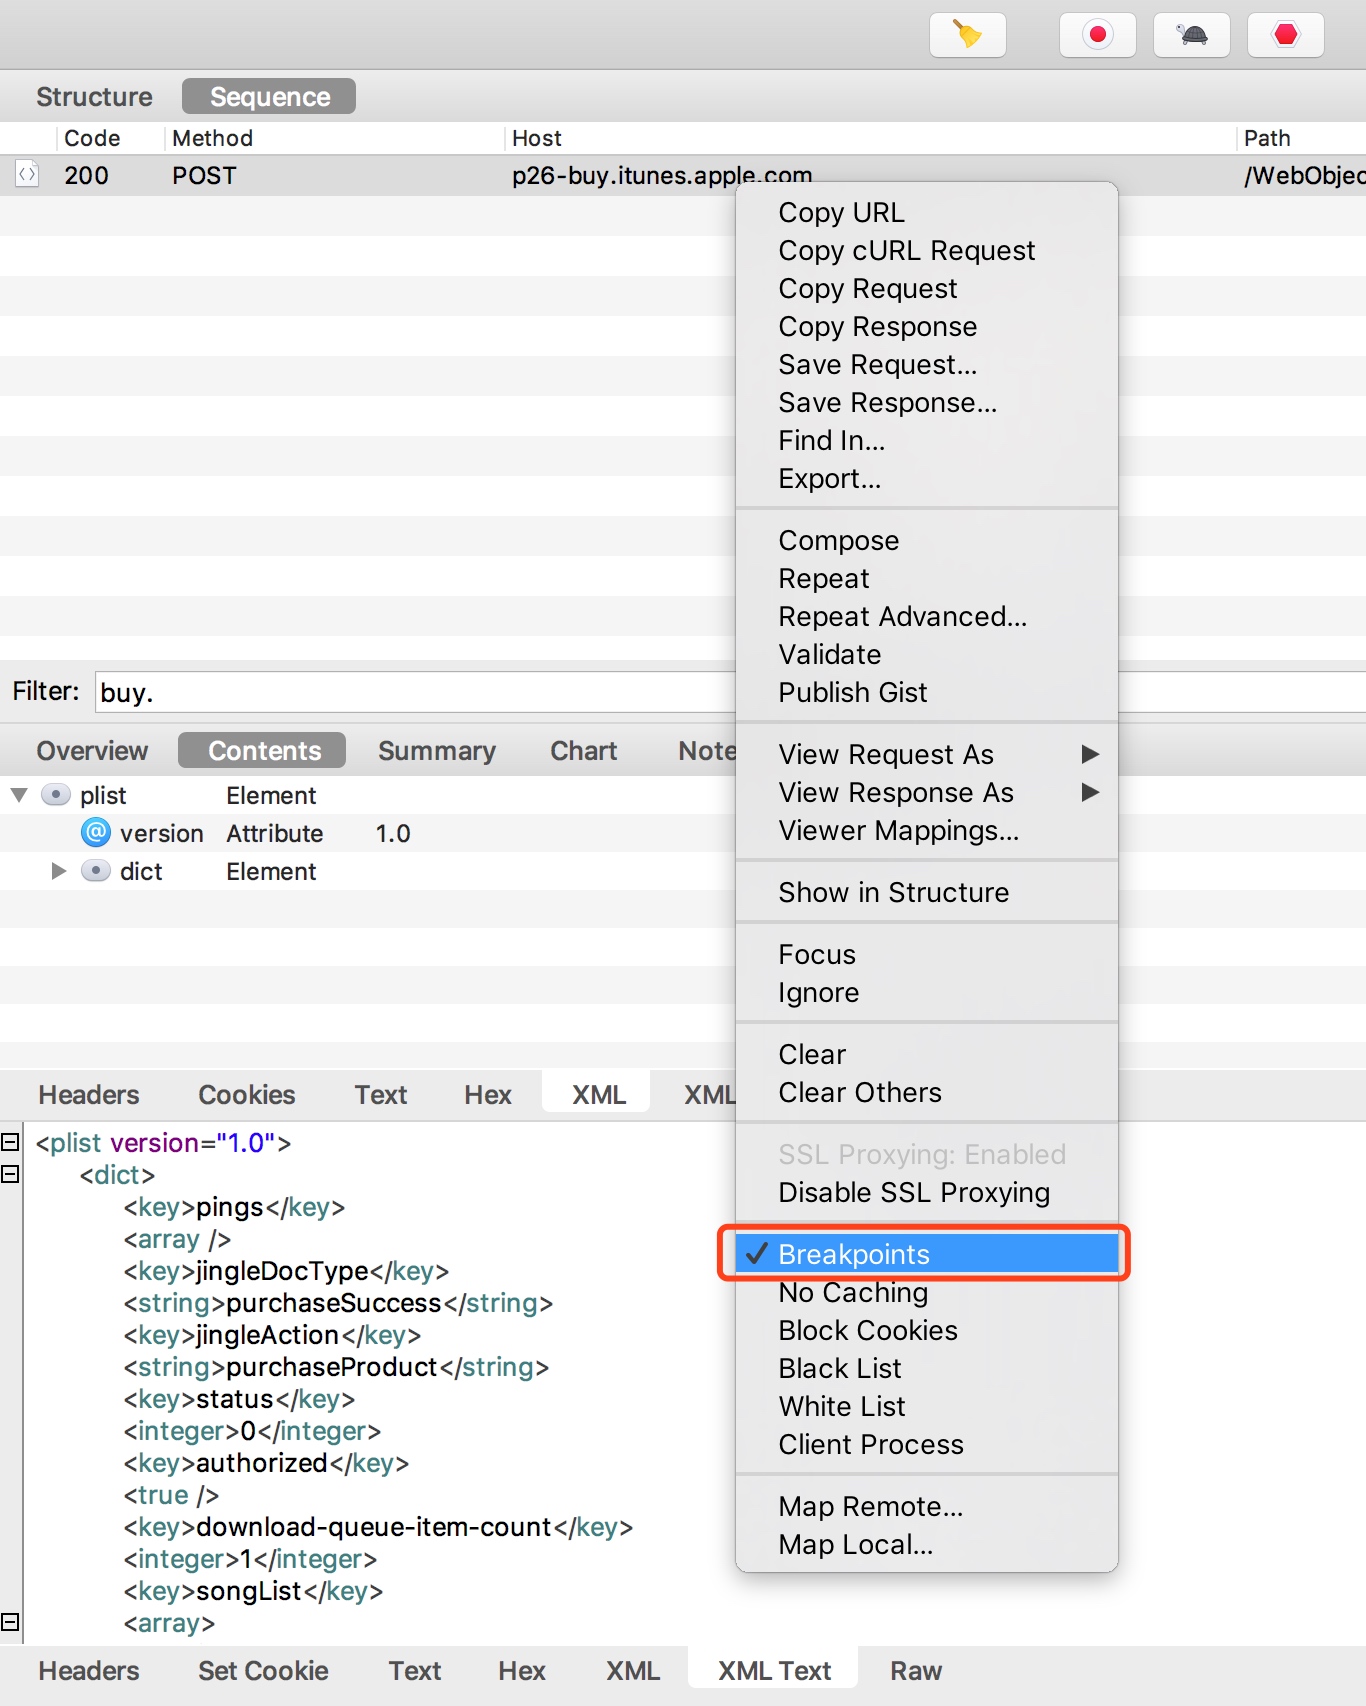 Structure Sequence
Code Method Host Path
200 POST p26-buy.itunes.apple.com /WebObjec
Copy URL
Copy cURL Request
Copy Request
Copy Response
Save Request...
Save Response...
Find In...
Export...
Compose
Repeat
Repeat Advanced...
Validate
Publish Gist
View Request As
View Response As
Viewer Mappings...
Show in Structure
Focus
Ignore
Clear
Clear Others
SSL Proxying: Enabled
Disable SSL Proxying
✓ Breakpoints
No Caching
Block Cookies
Black List
White List
Client Process
Map Remote...
Map Local...
Filter: buy.
Overview Contents Summary Chart Note
plist Element
@ version Attribute 1.0
dict Element
Headers Cookies Text Hex XML XML
<plist version="1.0">
<dict>
<key>pings</key>
<array />
<key>jingleDocType</key>
<string>purchaseSuccess</string>
<key>jingleAction</key>
<string>purchaseProduct</string>
<key>status</key>
<integer>0</integer>
<key>authorized</key>
<true />
<key>download-queue-item-count</key>
<integer>1</integer>
<key>songList</key>
<array>
Headers Set Cookie Text Hex XML XML Text Raw